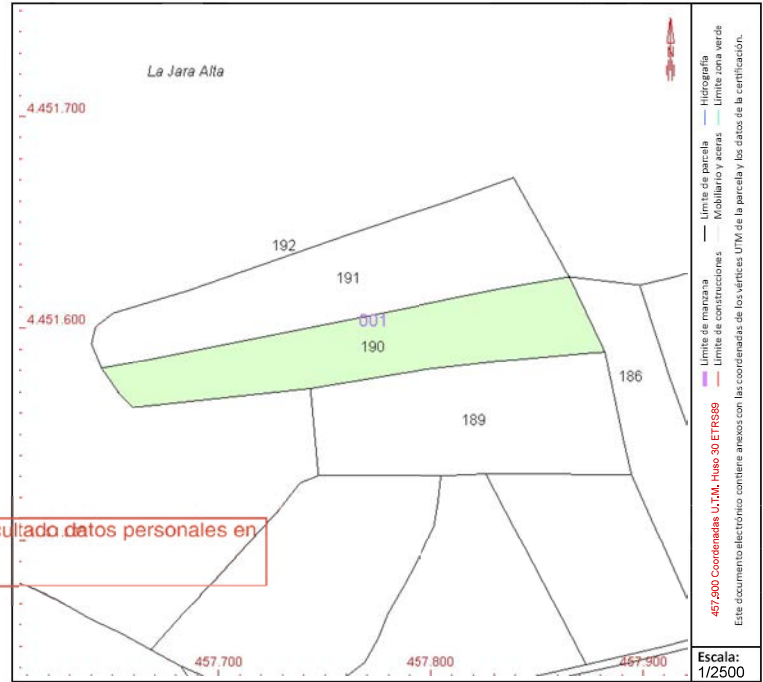 La Jara Alta
4.451.700
192
191
4.451.600
001
190
186
189
cultado datos personales en
457.700
457.800
457.900
Límite de manzana
Límite de parcela
Hidrografía
Límite de construcciones
Mobiliario y aceras
Límite zona verde
457.900 Coordenadas U.T.M. Huso 30 ETRS89
Este documento electrónico contiene anexos con las coordenadas de los vértices UTM de la parcela y los datos de la certificación.
Escala:
1/2500